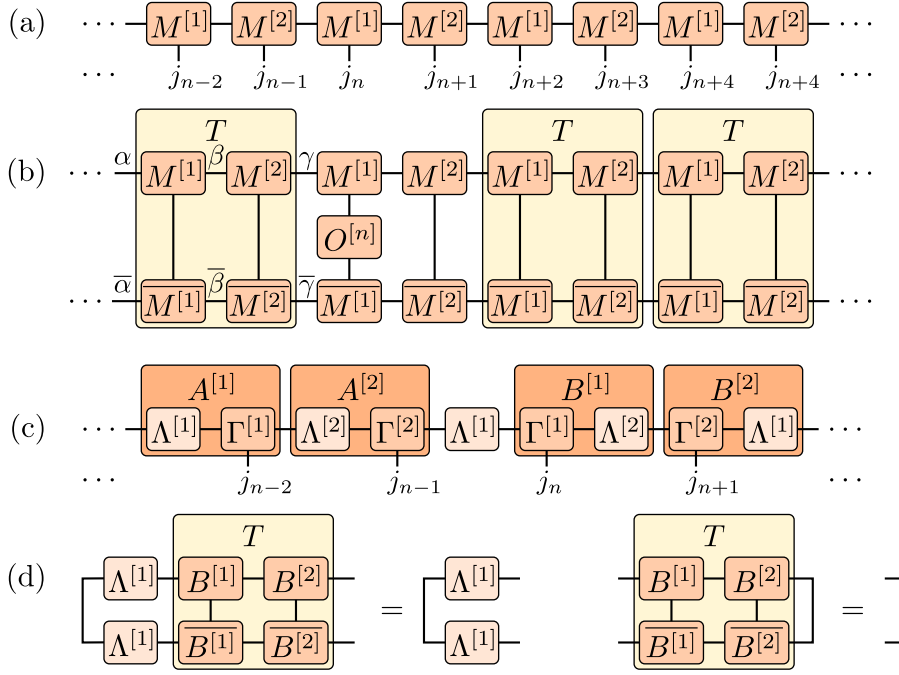 (a) ··· M^[1] M^[2] M^[1] M^[2] M^[1] M^[2] M^[1] M^[2] ···
··· j_{n−2} j_{n−1} j_n j_{n+1} j_{n+2} j_{n+3} j_{n+4} j_{n+4} ···
T T T
(b) ··· α M^[1] β M^[2] γ M^[1] M^[2] M^[1] M^[2] M^[1] M^[2] ···
O^[n]
··· α̅ M̅^[1] β̅ M̅^[2] γ̅ M̅^[1] M̅^[2] M̅^[1] M̅^[2] M̅^[1] M̅^[2] ···
A^[1] A^[2] B^[1] B^[2]
(c) ··· Λ^[1] Γ^[1] Λ^[2] Γ^[2] Λ^[1] Γ^[1] Λ^[2] Γ^[2] Λ^[1] ···
··· j_{n−2} j_{n−1} j_n j_{n+1} ···
T T
(d) Λ^[1] B^[1] B^[2] = Λ^[1] B^[1] B^[2] =
Λ^[1] B̅^[1] B̅^[2] Λ^[1] B̅^[1] B̅^[2]